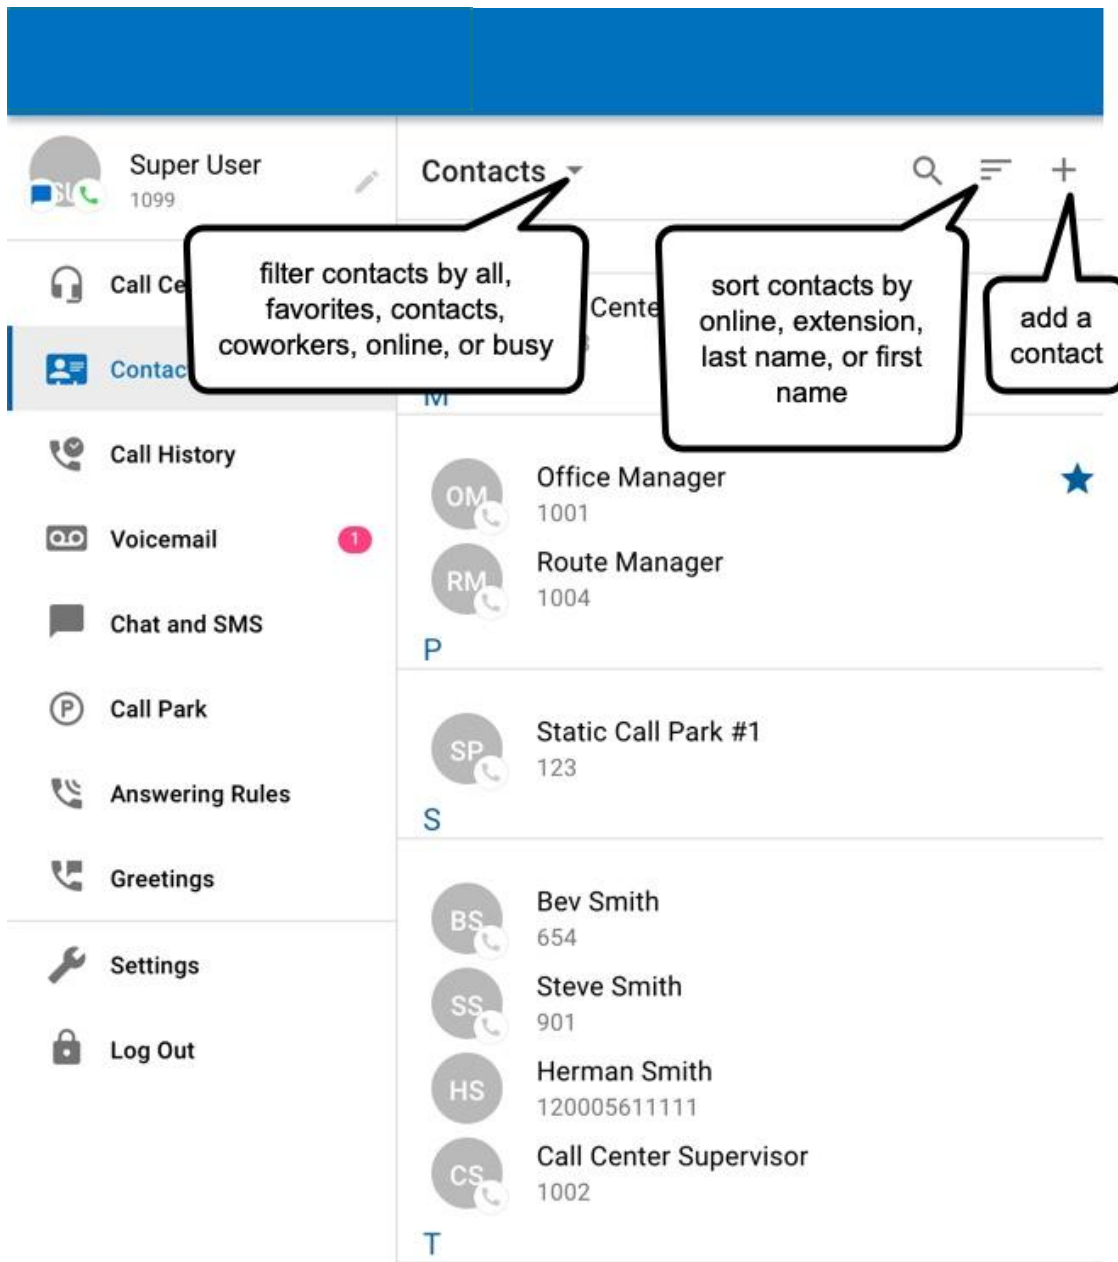 Super User
1099
Contacts
filter contacts by all,
favorites, contacts,
coworkers, online, or busy
sort contacts by
online, extension,
last name, or first
name
add a
contact
Call Ce
Contac
Call History
Voicemail
1
Chat and SMS
Call Park
Answering Rules
Greetings
Settings
Log Out
Cente
M
OM
Office Manager
1001
RM
Route Manager
1004
P
SP
Static Call Park #1
123
S
BS
Bev Smith
654
SS
Steve Smith
901
HS
Herman Smith
120005611111
CS
Call Center Supervisor
1002
T